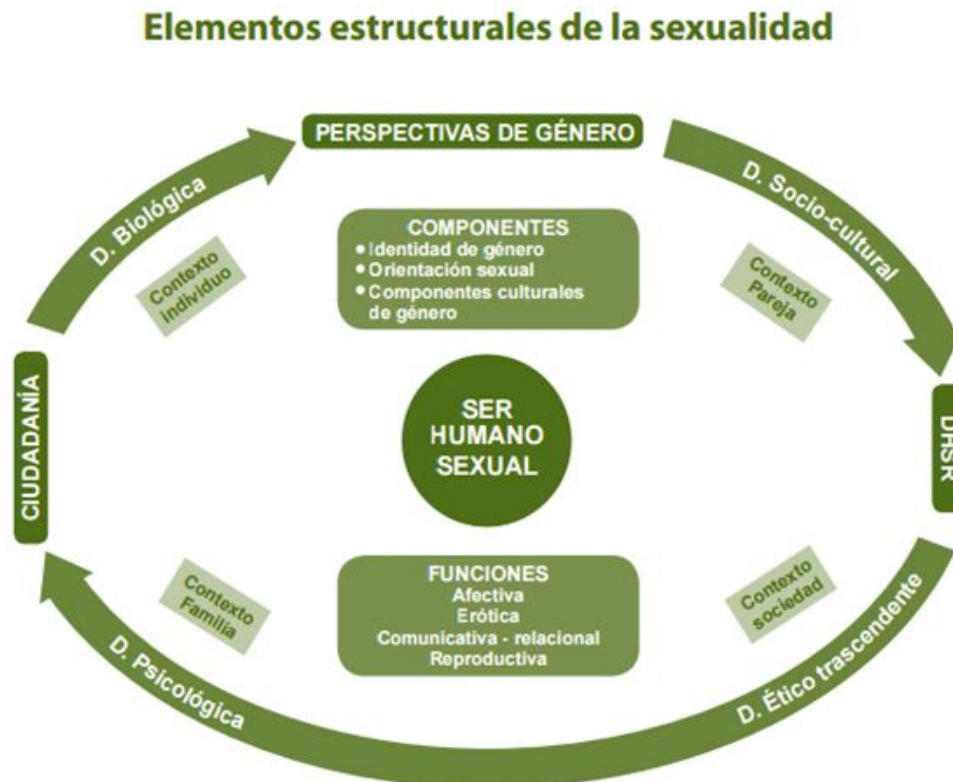 Elementos estructurales de la sexualidad
PERSPECTIVAS DE GÉNERO
D. Biológica
D. Socio-cultural
Contexto
individuo
COMPONENTES
• Identidad de género
• Orientación sexual
• Componentes culturales
de género
Contexto
Pareja
CIUDADANÍA
SER
HUMANO
SEXUAL
DHSR
Contexto
Familia
FUNCIONES
Afectiva
Erótica
Comunicativa - relacional
Reproductiva
Contexto
sociedad
D. Psicológica
D. Ético trascendente